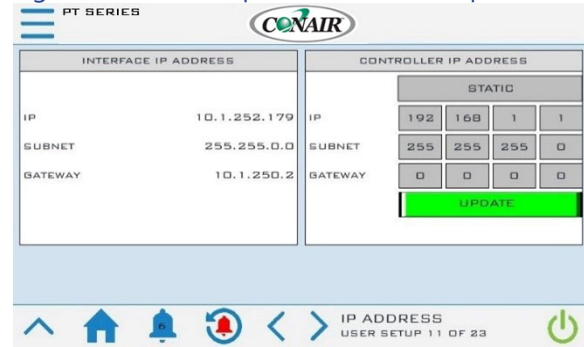 PT SERIES
CONAIR
INTERFACE IP ADDRESS
IP 10.1.252.179
SUBNET 255.255.0.0
GATEWAY 10.1.250.2
CONTROLLER IP ADDRESS
STATIC
IP 192 168 1 1
SUBNET 255 255 255 0
GATEWAY 0 0 0 0
UPDATE
6
IP ADDRESS
USER SETUP 11 OF 23